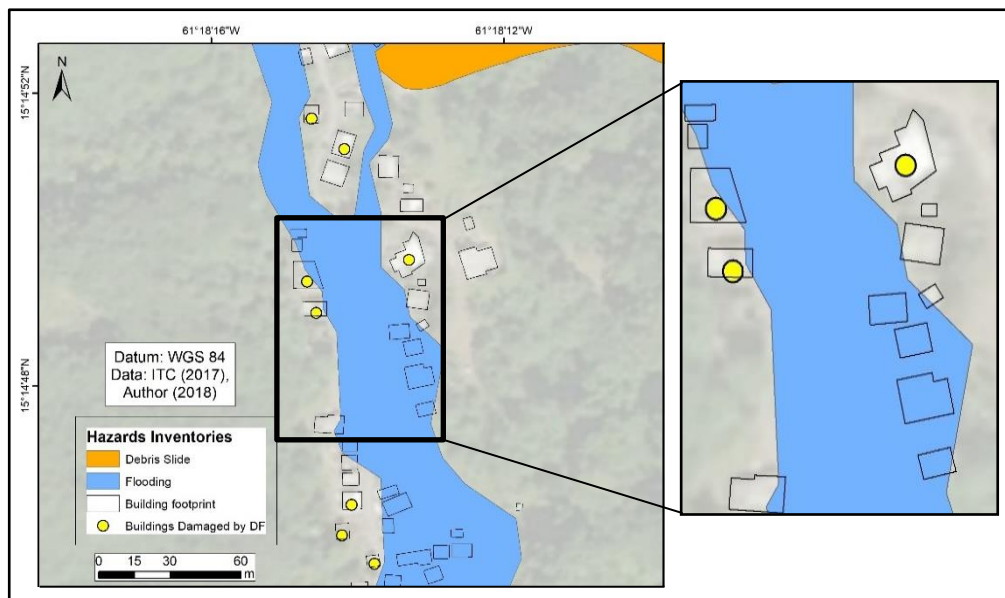 61°18'16"W
61°18'12"W
N
15°14'52"N
15°14'48"N
Datum: WGS 84
Data: ITC (2017),
Author (2018)
Hazards Inventories
Debris Slide
Flooding
Building footprint
Buildings Damaged by DF
0 15 30 60
m